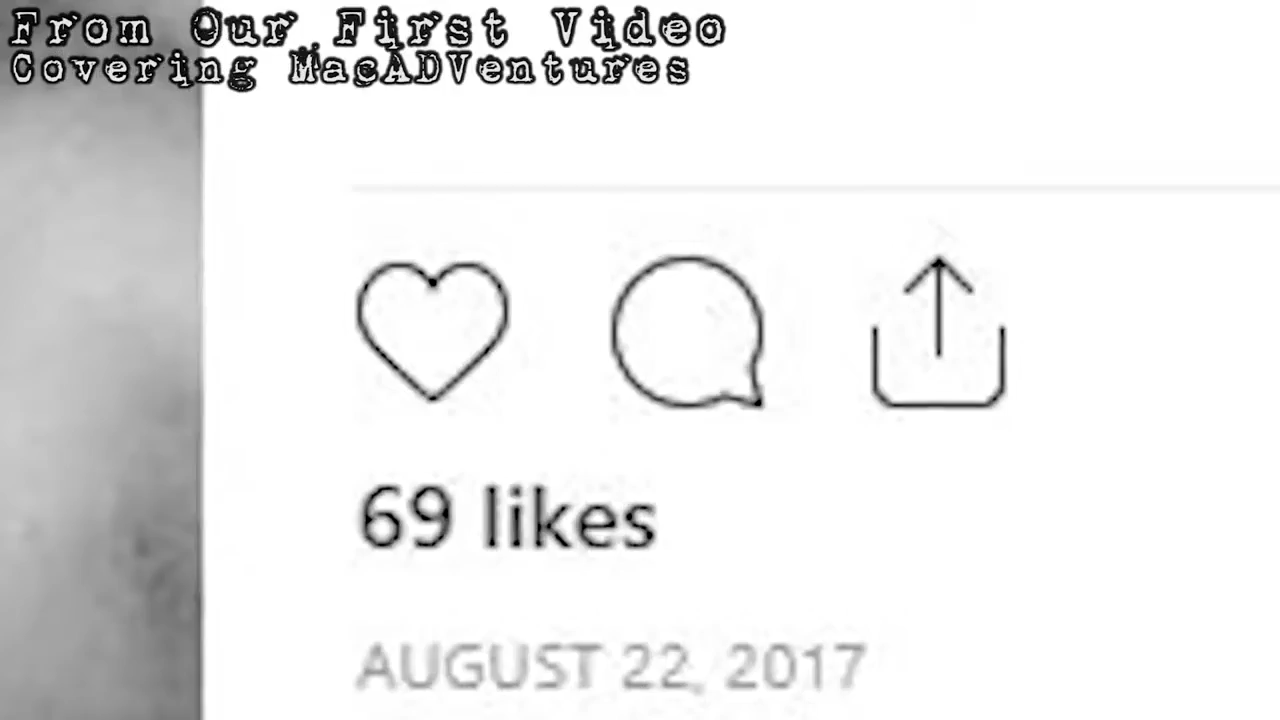 From Our First Video
Covering MacADVentures
69 likes
AUGUST 22, 2017